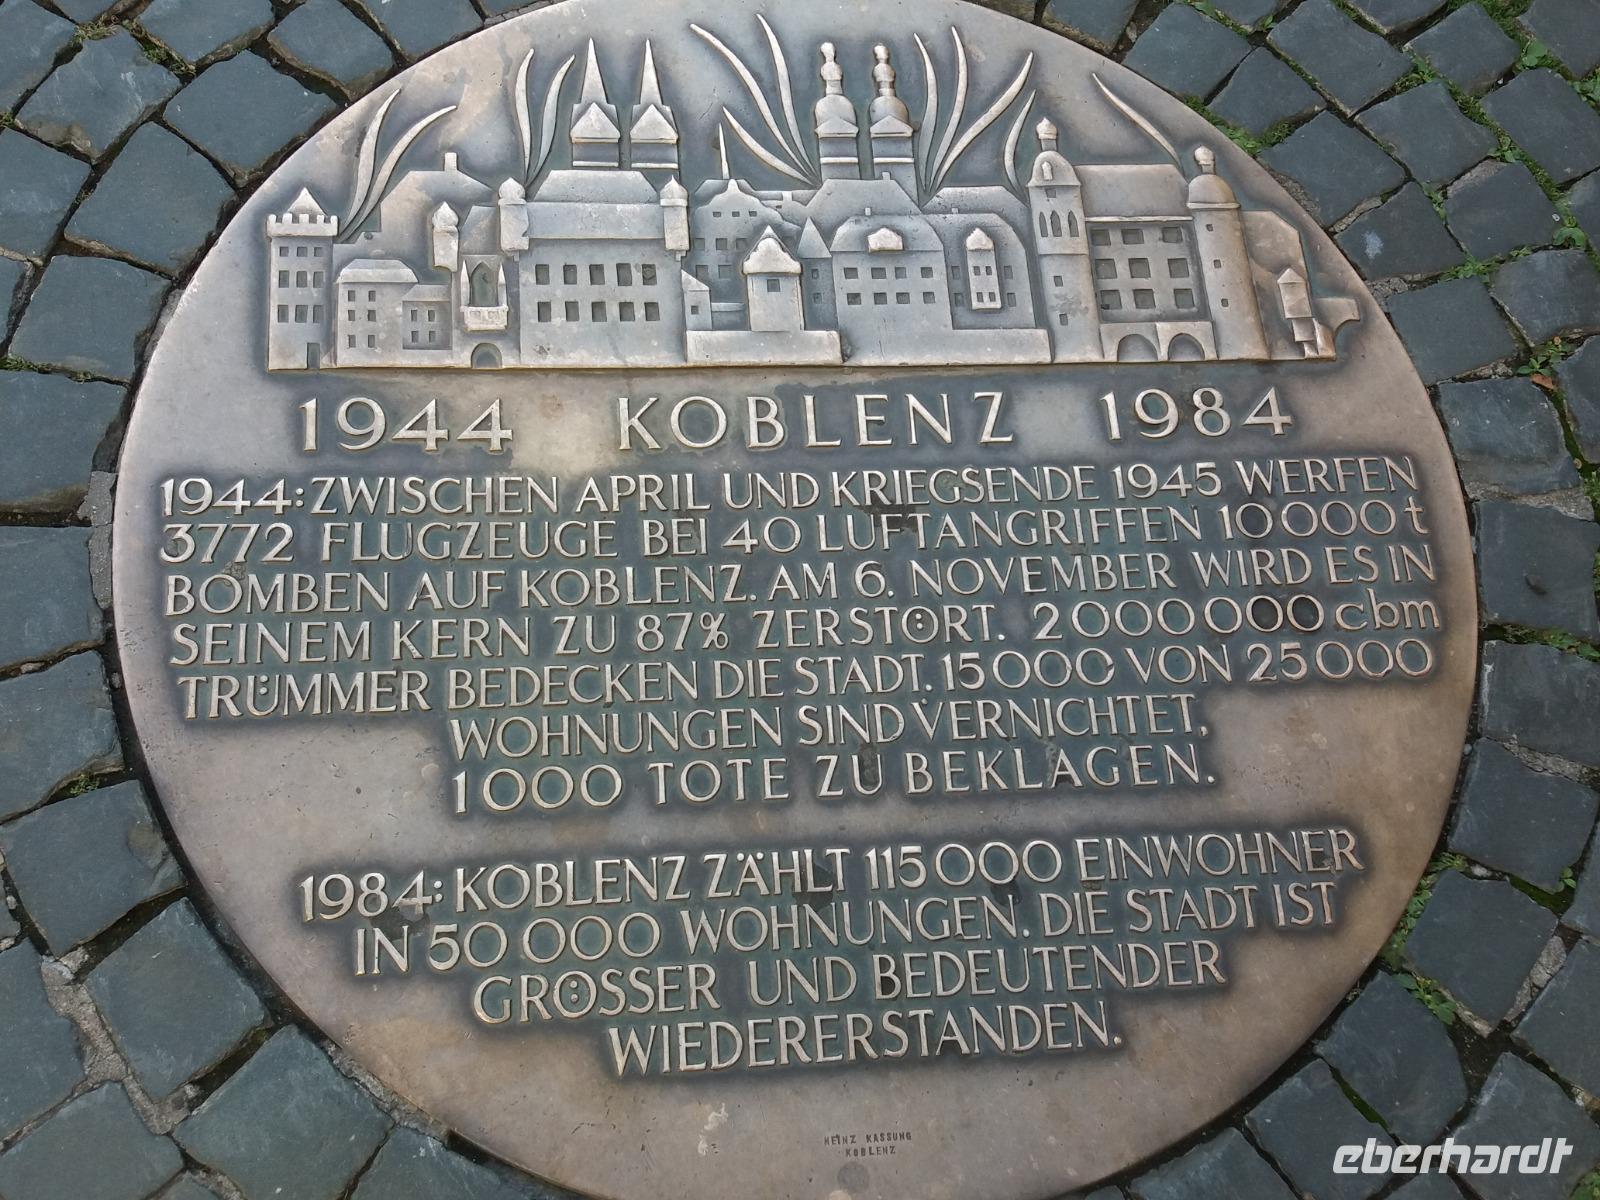 1944 KOBLENZ 1984
1944: ZWISCHEN APRIL UND KRIEGSENDE 1945 WERFEN
3772 FLUGZEUGE BEI 40 LUFTANGRIFFEN 10000 t
BOMBEN AUF KOBLENZ. AM 6. NOVEMBER WIRD ES IN
SEINEM KERN ZU 87% ZERSTÖRT. 2000000 cbm
TRÜMMER BEDECKEN DIE STADT. 15000 VON 25000
WOHNUNGEN SIND VERNICHTET,
1000 TOTE ZU BEKLAGEN.
1984: KOBLENZ ZÄHLT 115000 EINWOHNER
IN 50000 WOHNUNGEN. DIE STADT IST
GRÖSSER UND BEDEUTENDER
WIEDERERSTANDEN.
HEINZ KASSUNG
KOBLENZ
eberhardt